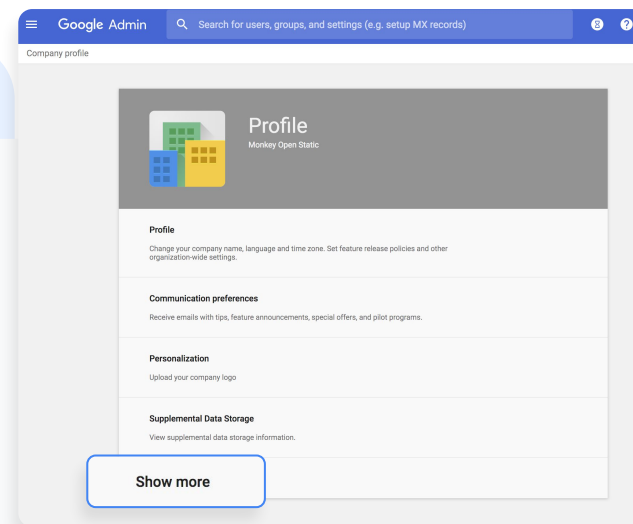 Google Admin
Search for users, groups, and settings (e.g. setup MX records)
8
?
Company profile
Profile
Monkey Open Static
Profile
Change your company name, language and time zone. Set feature release policies and other
organization-wide settings.
Communication preferences
Receive emails with tips, feature announcements, special offers, and pilot programs.
Personalization
Upload your company logo
Supplemental Data Storage
View supplemental data storage information.
Show more